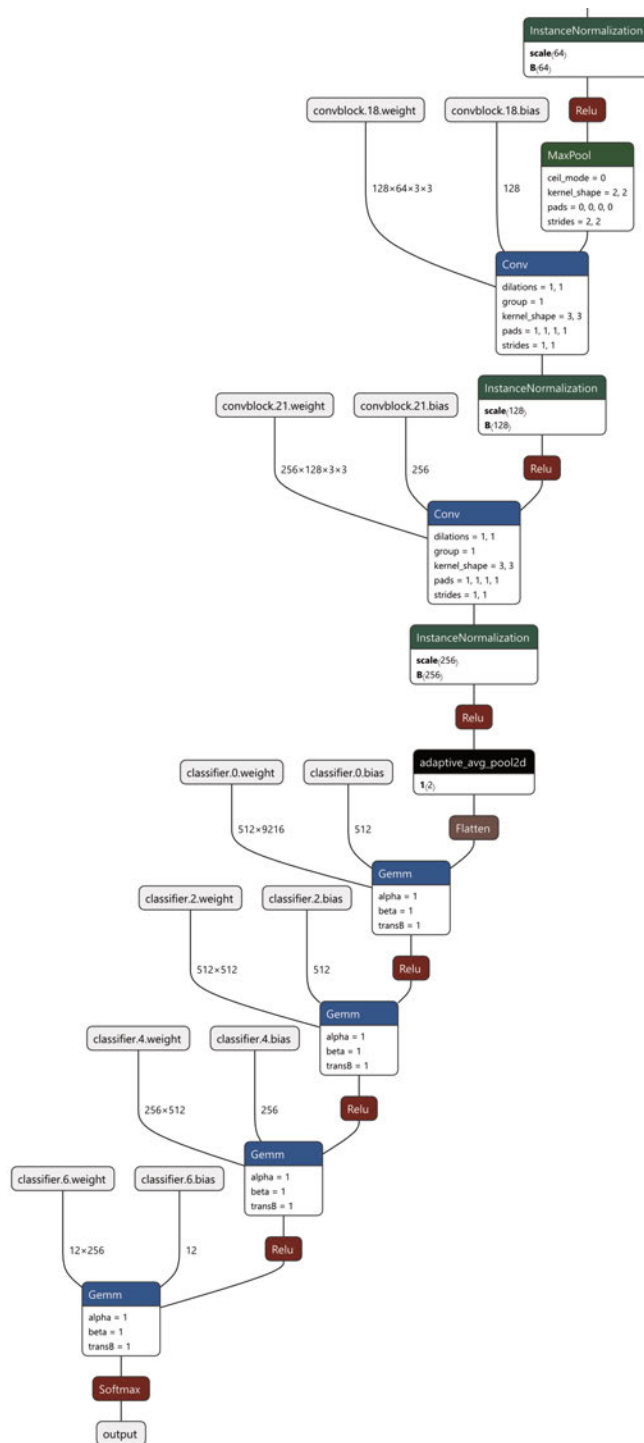 InstanceNormalization
scale⟨64⟩
B⟨64⟩
convblock.18.weight
convblock.18.bias
Relu
MaxPool
ceil_mode = 0
kernel_shape = 2, 2
pads = 0, 0, 0, 0
strides = 2, 2
128×64×3×3
128
Conv
dilations = 1, 1
group = 1
kernel_shape = 3, 3
pads = 1, 1, 1, 1
strides = 1, 1
InstanceNormalization
scale⟨128⟩
B⟨128⟩
convblock.21.weight
convblock.21.bias
256×128×3×3
256
Relu
Conv
dilations = 1, 1
group = 1
kernel_shape = 3, 3
pads = 1, 1, 1, 1
strides = 1, 1
InstanceNormalization
scale⟨256⟩
B⟨256⟩
Relu
adaptive_avg_pool2d
1⟨2⟩
classifier.0.weight
classifier.0.bias
512×9216
512
Flatten
Gemm
alpha = 1
beta = 1
transB = 1
classifier.2.weight
classifier.2.bias
512×512
512
Relu
Gemm
alpha = 1
beta = 1
transB = 1
classifier.4.weight
classifier.4.bias
256×512
256
Relu
Gemm
alpha = 1
beta = 1
transB = 1
classifier.6.weight
classifier.6.bias
12×256
12
Relu
Gemm
alpha = 1
beta = 1
transB = 1
Softmax
output